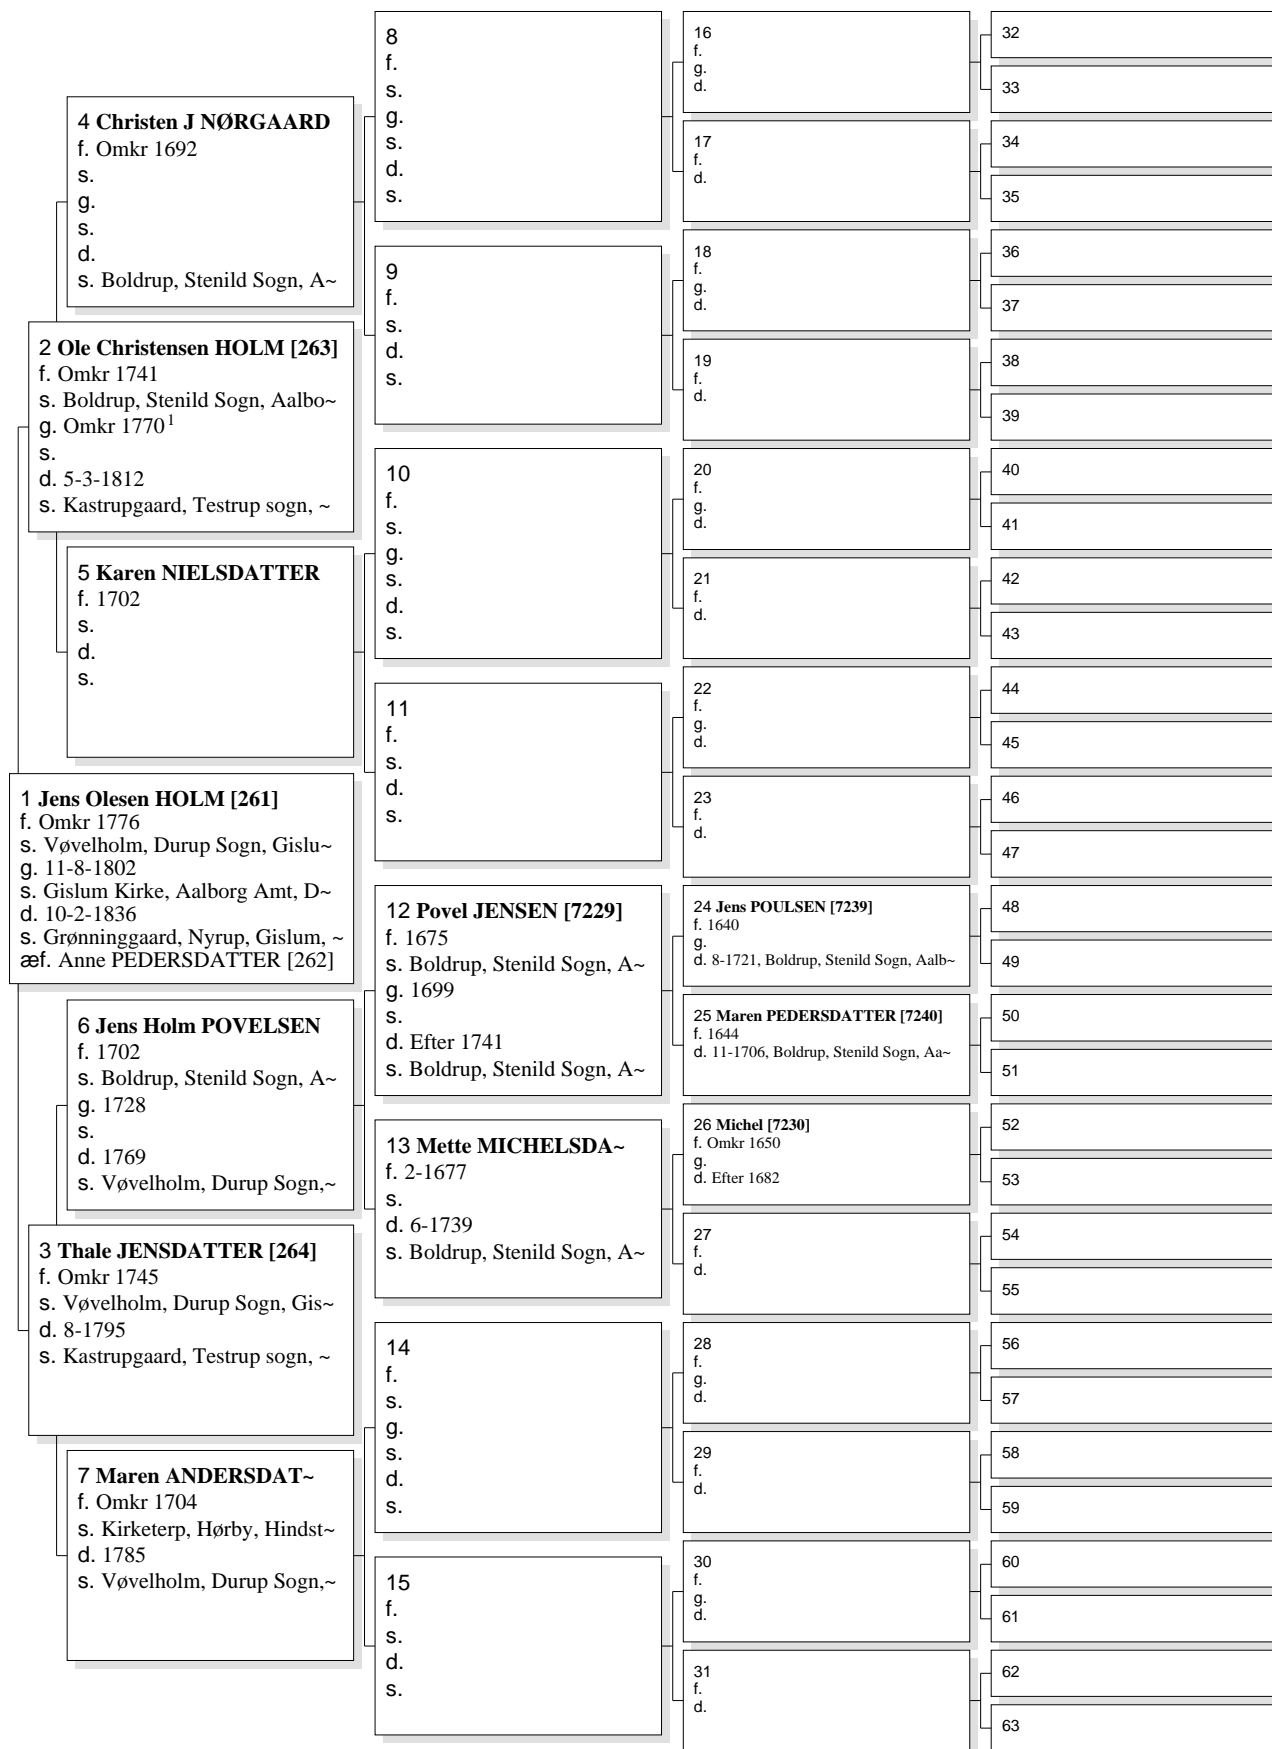 4 Christen J NØRGAARD
f. Omkr 1692
s.
g.
s.
d.
s. Boldrup, Stenild Sogn, A~
2 Ole Christensen HOLM [263]
f. Omkr 1741
s. Boldrup, Stenild Sogn, Aalbo~
g. Omkr 1770 1
s.
d. 5-3-1812
s. Kastrupgaard, Testrup sogn, ~
5 Karen NIELSDATTER
f. 1702
s.
d.
s.
1 Jens Olesen HOLM [261]
f. Omkr 1776
s. Vøvelholm, Durup Sogn, Gislu~
g. 11-8-1802
s. Gislum Kirke, Aalborg Amt, D~
d. 10-2-1836
s. Grønninggaard, Nyrup, Gislum, ~
æf. Anne PEDERSDATTER [262]
6 Jens Holm POVELSEN
f. 1702
s. Boldrup, Stenild Sogn, A~
g. 1728
s.
d. 1769
s. Vøvelholm, Durup Sogn,~
3 Thale JENSDATTER [264]
f. Omkr 1745
s. Vøvelholm, Durup Sogn, Gis~
d. 8-1795
s. Kastrupgaard, Testrup sogn, ~
7 Maren ANDERSDAT~
f. Omkr 1704
s. Kirketerp, Hørby, Hindst~
d. 1785
s. Vøvelholm, Durup Sogn,~
8
f.
s.
g.
s.
d.
s.
9
f.
s.
d.
s.
10
f.
s.
g.
s.
d.
s.
11
f.
s.
d.
s.
12 Povel JENSEN [7229]
f. 1675
s. Boldrup, Stenild Sogn, A~
g. 1699
s.
d. Efter 1741
s. Boldrup, Stenild Sogn, A~
13 Mette MICHELSDA~
f. 2-1677
s.
d. 6-1739
s. Boldrup, Stenild Sogn, A~
14
f.
s.
g.
s.
d.
s.
15
f.
s.
d.
s.
16
f.
g.
d.
17
f.
d.
18
f.
g.
d.
19
f.
d.
20
f.
g.
d.
21
f.
d.
22
f.
g.
d.
23
f.
d.
24 Jens POULSEN [7239]
f. 1640
g.
d. 8-1721, Boldrup, Stenild Sogn, Aalb~
25 Maren PEDERSDATTER [7240]
f. 1644
d. 11-1706, Boldrup, Stenild Sogn, Aa~
26 Michel [7230]
f. Omkr 1650
g.
d. Efter 1682
27
f.
d.
28
f.
g.
d.
29
f.
d.
30
f.
g.
d.
31
f.
d.
32
33
34
35
36
37
38
39
40
41
42
43
44
45
46
47
48
49
50
51
52
53
54
55
56
57
58
59
60
61
62
63